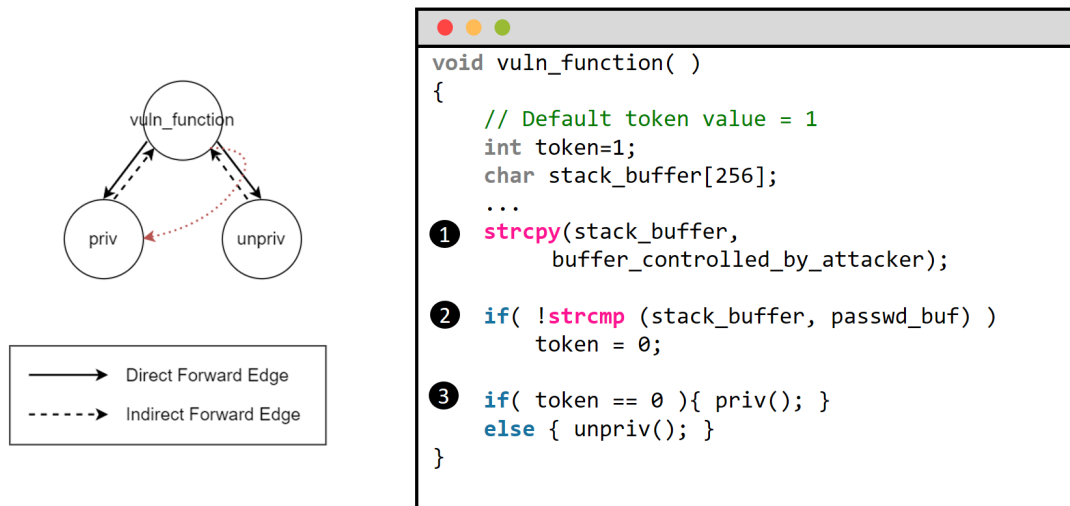 vuln_function
priv
unpriv
Direct Forward Edge
Indirect Forward Edge
void vuln_function( )
{
// Default token value = 1
int token=1;
char stack_buffer[256];
...
1 strcpy(stack_buffer,
buffer_controlled_by_attacker);
2 if( !strcmp (stack_buffer, passwd_buf) )
token = 0;
3 if( token == 0 ){ priv(); }
else { unpriv(); }
}